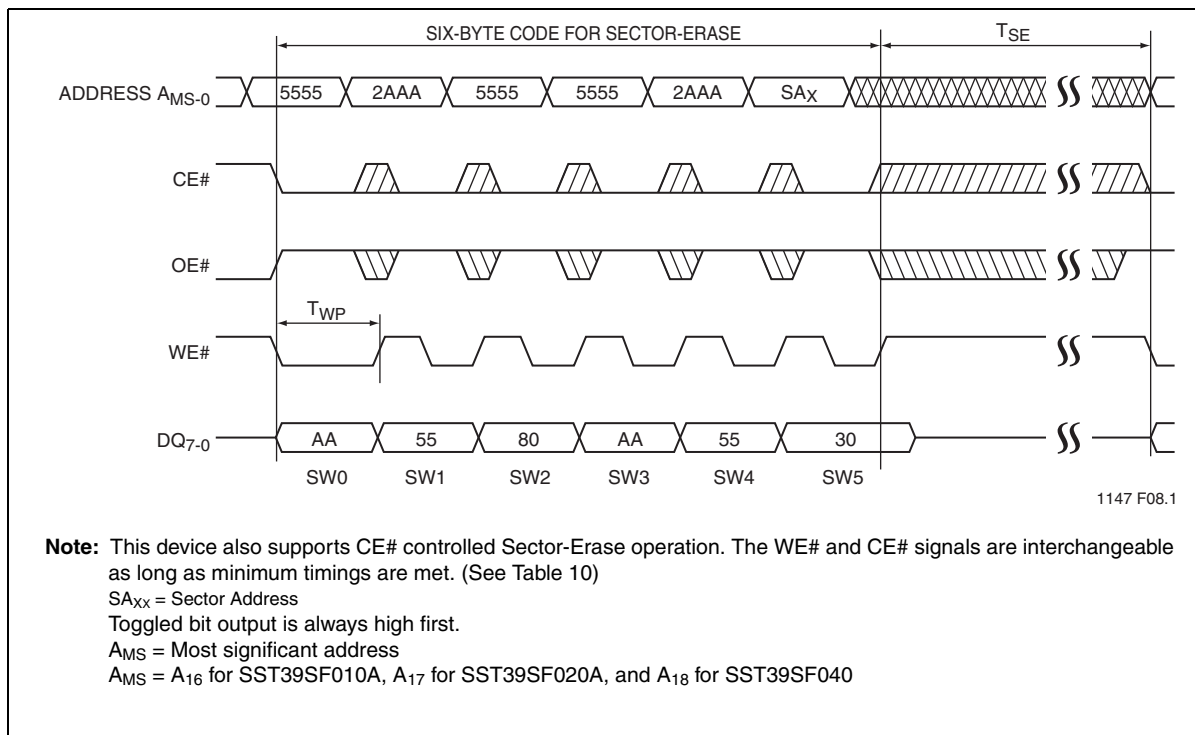 SIX-BYTE CODE FOR SECTOR-ERASE
TSE
ADDRESS AMS-0
5555 2AAA 5555 5555 2AAA SAX
CE#
OE#
TWP
WE#
DQ7-0
AA 55 80 AA 55 30
SW0 SW1 SW2 SW3 SW4 SW5
1147 F08.1
Note: This device also supports CE# controlled Sector-Erase operation. The WE# and CE# signals are interchangeable
as long as minimum timings are met. (See Table 10)
SAXx = Sector Address
Toggled bit output is always high first.
AMS = Most significant address
AMS = A16 for SST39SF010A, A17 for SST39SF020A, and A18 for SST39SF040